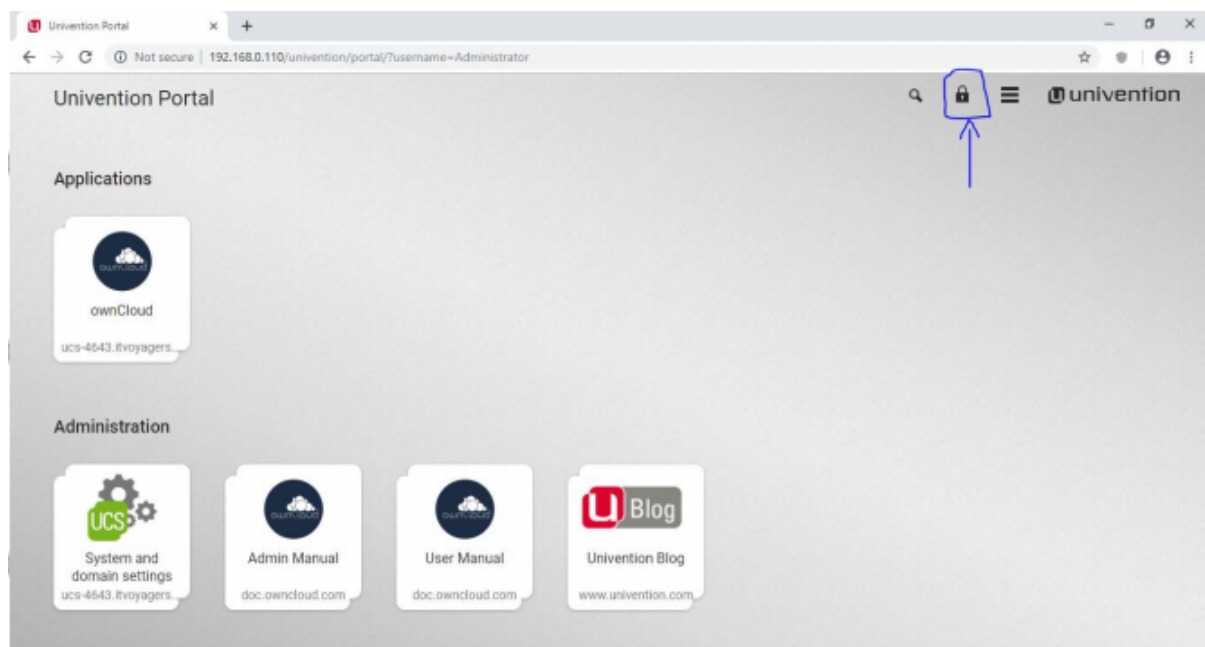 Univention Portal
Not secure | 192.168.0.110/univention/portal/?username=Administrator
Univention Portal
univention
Applications
ownCloud
ucs-4643.itvoyagers...
Administration
UCS
Blog
System and
domain settings
Admin Manual
User Manual
Univention Blog
ucs-4643.itvoyagers...
doc.owncloud.com
doc.owncloud.com
www.univention.com